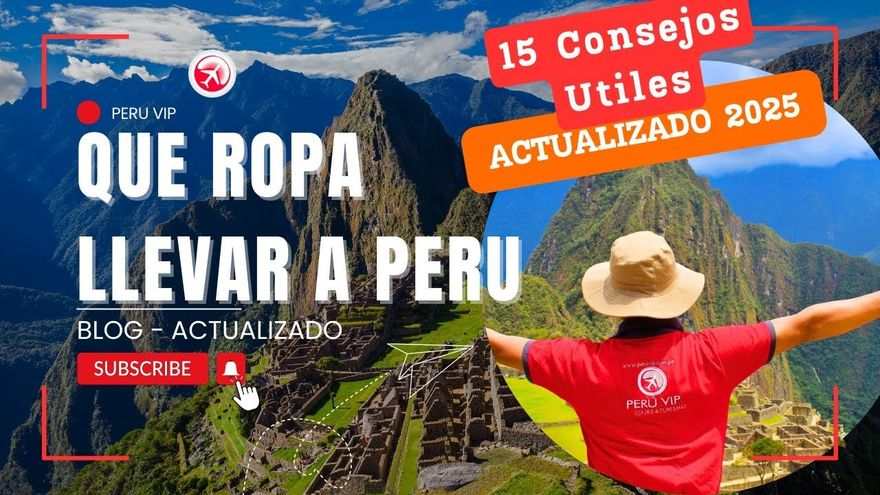 15 Consejos
Utiles
ACTUALIZADO 2025
PERU VIP
QUE ROPA
LLEVAR A PERU
BLOG - ACTUALIZADO
SUBSCRIBE
PERU VIP